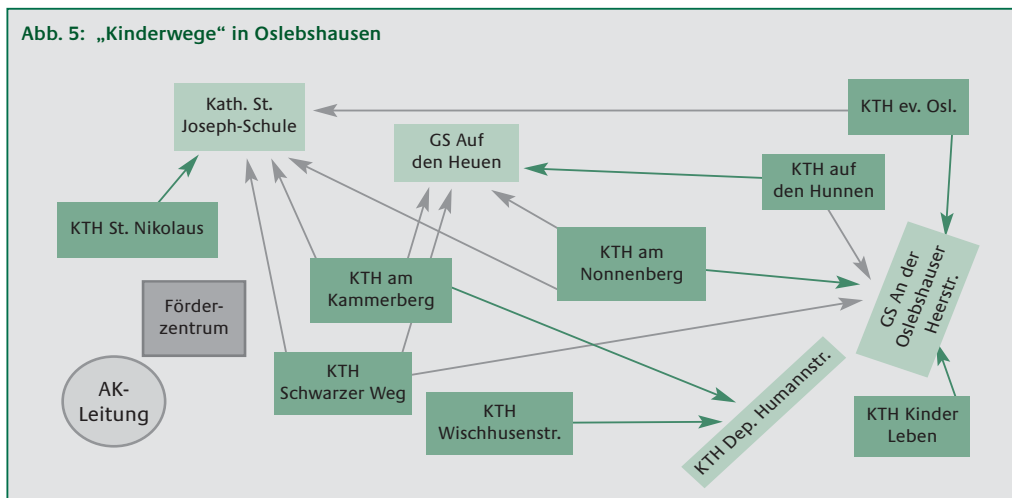 Abb. 5: „Kinderwege“ in Oslebshausen
Kath. St.
Joseph-Schule
KTH ev. Osl.
GS Auf
den Heuen
KTH auf
den Hunnen
KTH St. Nikolaus
KTH am
Kammerberg
KTH am
Nonnenberg
GS An der
Oslebshauser
Heerstr.
Förder-
zentrum
AK-
Leitung
KTH
Schwarzer Weg
KTH
Wischhusenstr.
KTH Dep. Humannstr.
KTH Kinder
Leben